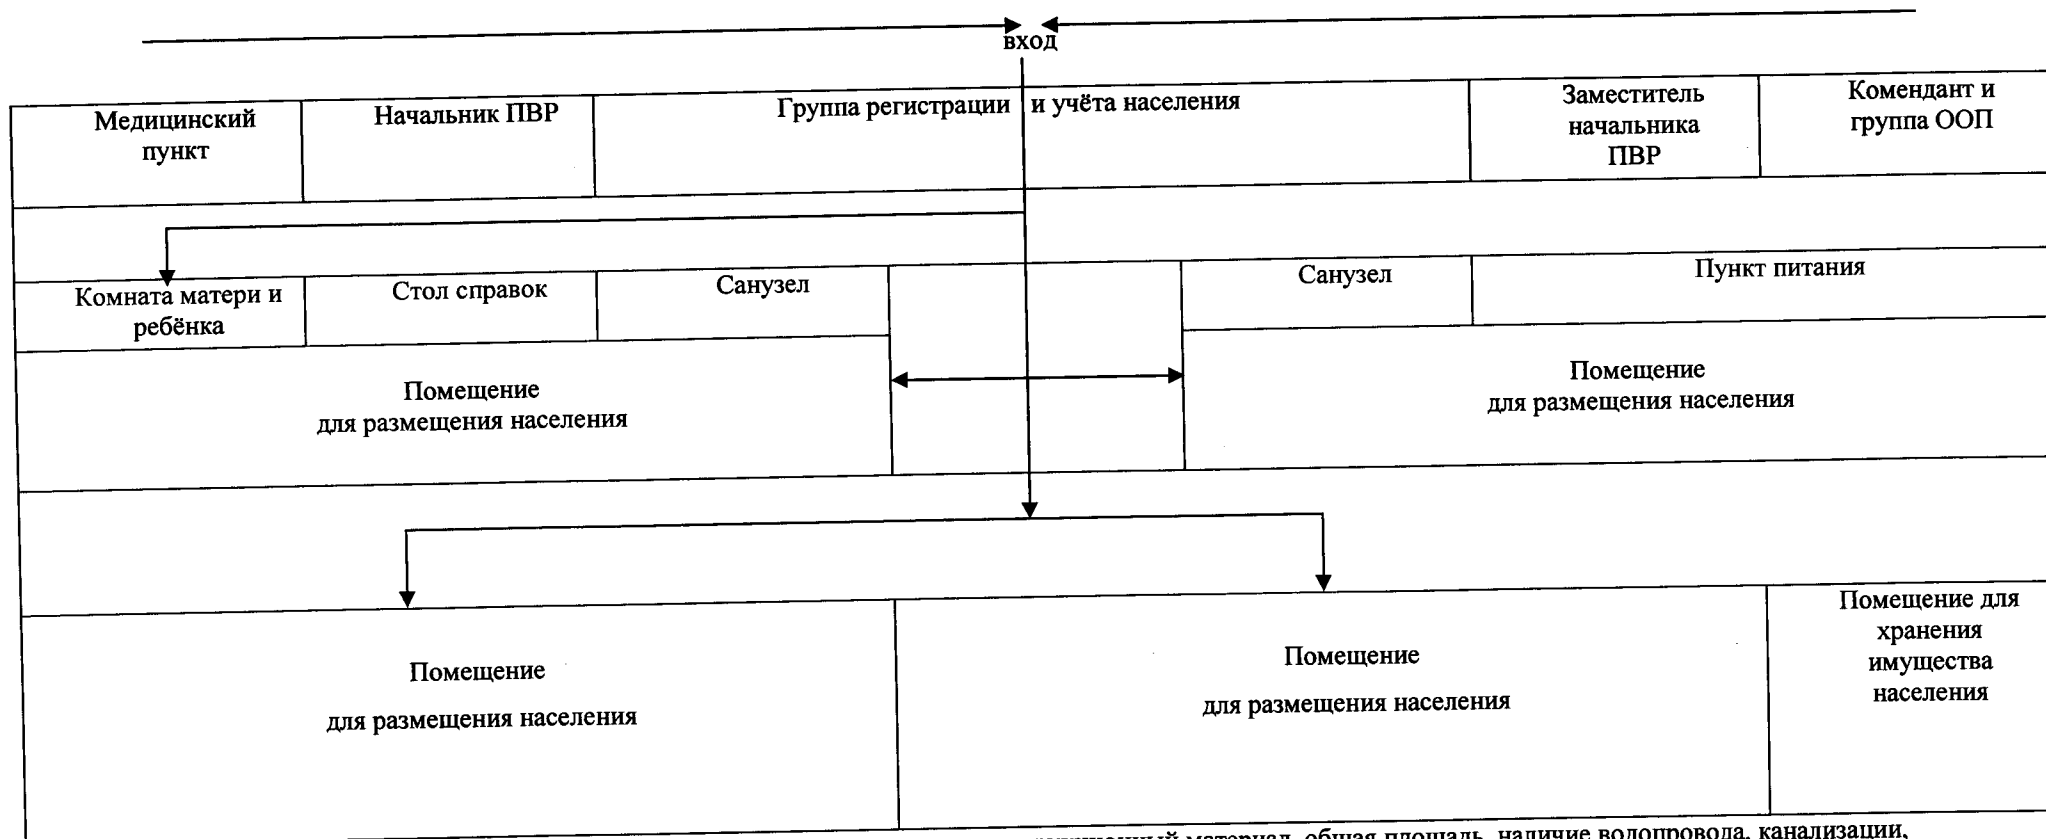 вход
Медицинский
пункт
Начальник ПВР
Группа регистрации и учёта населения
Заместитель
начальника
ПВР
Комендант и
группа ООП
Комната матери и
ребёнка
Стол справок
Санузел
Санузел
Пункт питания
Помещение
для размещения населения
Помещение
для размещения населения
Помещение
для размещения населения
Помещение
для размещения населения
Помещение для
хранения
имущества
населения
материал, общая площадь, наличие водопровода, канализации,